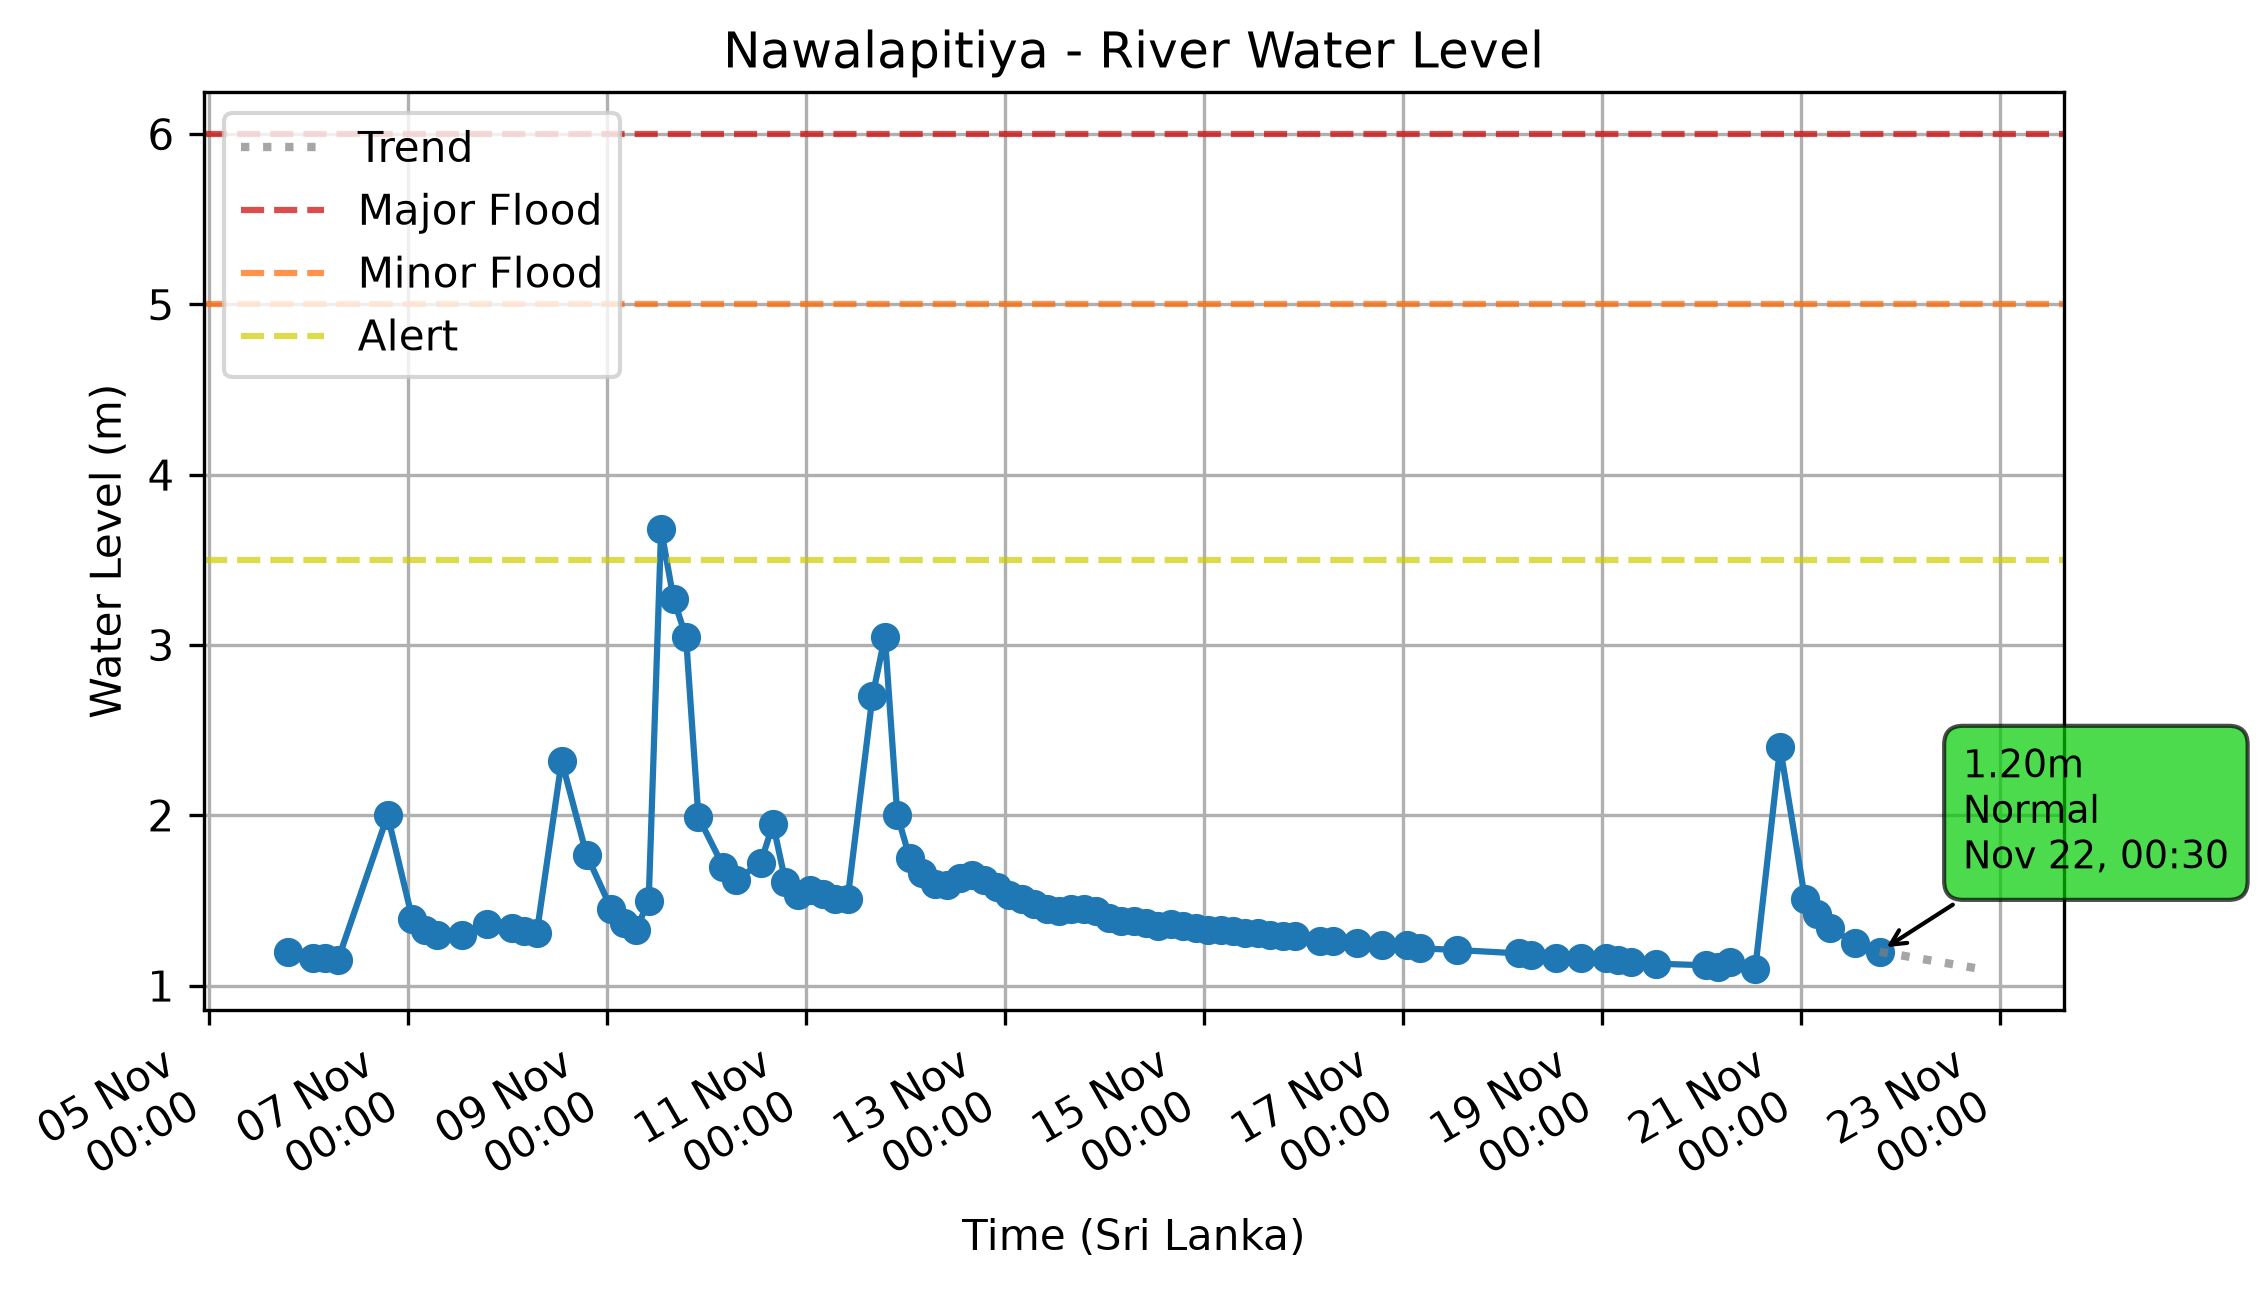 Nawalapitiya - River Water Level
Trend
Major Flood
Minor Flood
Alert
6
5
4
3
2
1
Water Level (m)
1.20m
Normal
Nov 22, 00:30
05 Nov
00:00
07 Nov
00:00
09 Nov
00:00
11 Nov
00:00
13 Nov
00:00
15 Nov
00:00
17 Nov
00:00
19 Nov
00:00
21 Nov
00:00
23 Nov
00:00
Time (Sri Lanka)